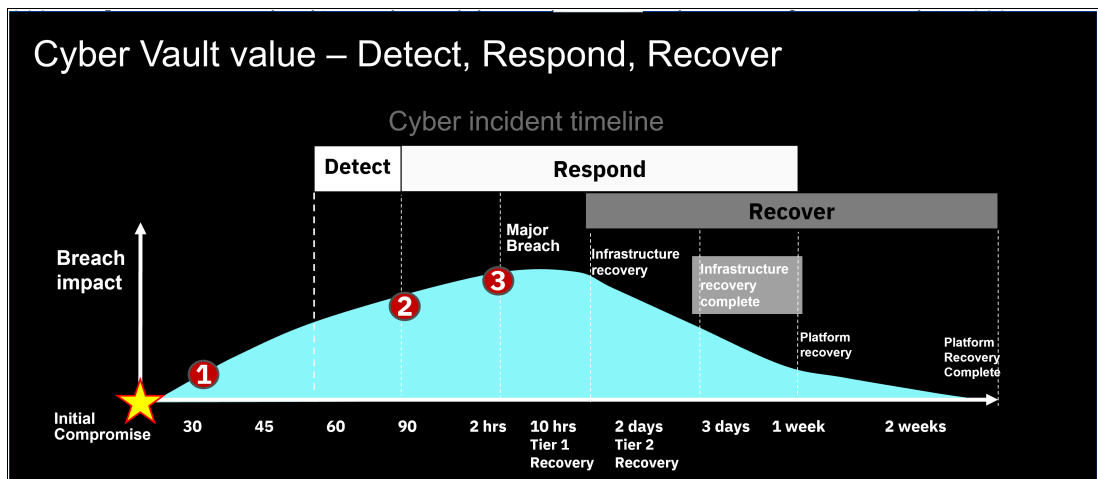 Cyber Vault value – Detect, Respond, Recover
Cyber incident timeline
Detect
Respond
Recover
Breach
impact
Major
Breach
Infrastructure
recovery
Infrastructure
recovery
complete
Platform
recovery
Platform
Recovery
Complete
1
2
3
Initial
Compromise
30
45
60
90
2 hrs
10 hrs
Tier 1
Recovery
2 days
Tier 2
Recovery
3 days
1 week
2 weeks